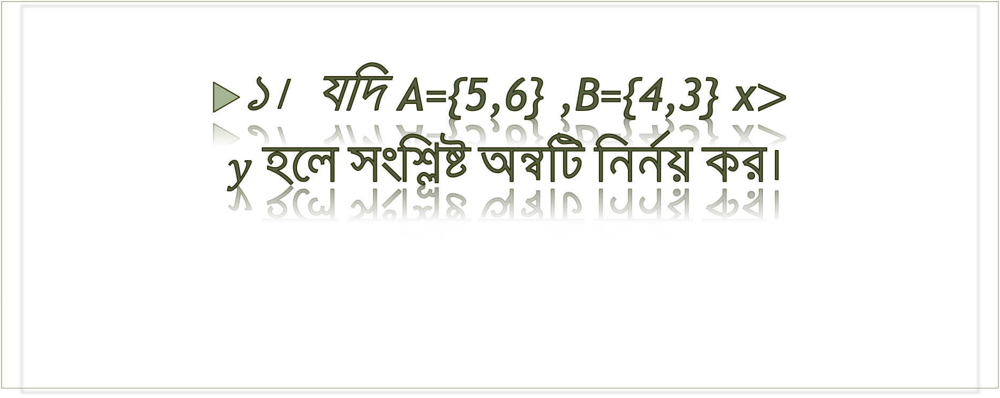 ১। যদি A={5,6} ,B={4,3} x>
y হলে সংশ্লিষ্ট অন্বটি নির্নয় কর।